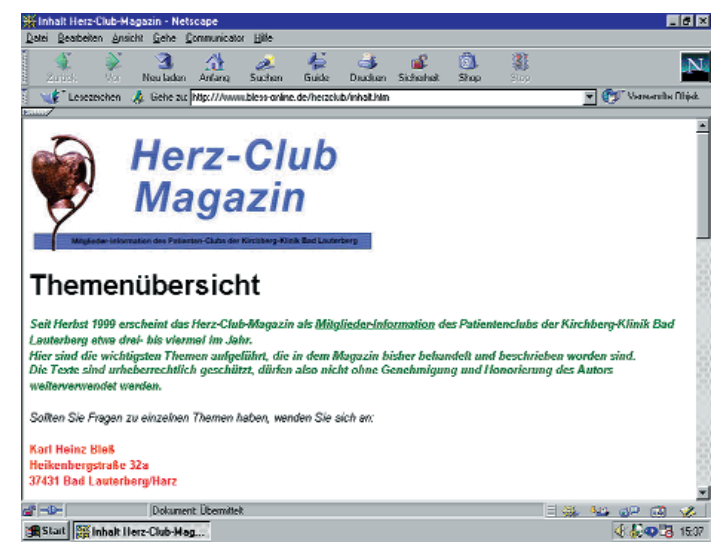 Inhalt Herz-Club-Magazin - Netscape
Datei Bearbeiten Ansicht Gehe Communicator Hilfe
Zurück Vor Neu laden Anfang Suchen Guide Drucken Sicherheit Shop Stop
Lesezeichen Gehe zu: http://www.bless-online.de/herzclub/inhalt.htm Verwandte Objek
N
Herz-Club
Magazin
Mitglieder-Information des Patienten-Clubs der Kirchberg-Klinik Bad Lauterberg
Themenübersicht
Seit Herbst 1999 erscheint das Herz-Club-Magazin als Mitglieder-Information des Patientenclubs der Kirchberg-Klinik Bad
Lauterberg etwa drei- bis viermal im Jahr.
Hier sind die wichtigsten Themen aufgeführt, die in dem Magazin bisher behandelt und beschrieben worden sind.
Die Texte sind urheberrechtlich geschützt, dürfen also nicht ohne Genehmigung und Honorierung des Autors
weiterverwendet werden.
Sollten Sie Fragen zu einzelnen Themen haben, wenden Sie sich an:
Karl Heinz Bleß
Heikenbergstraße 32a
37431 Bad Lauterberg/Harz
Dokument: Übermittelt
Start Inhalt Herz-Club-Mag... 15:37